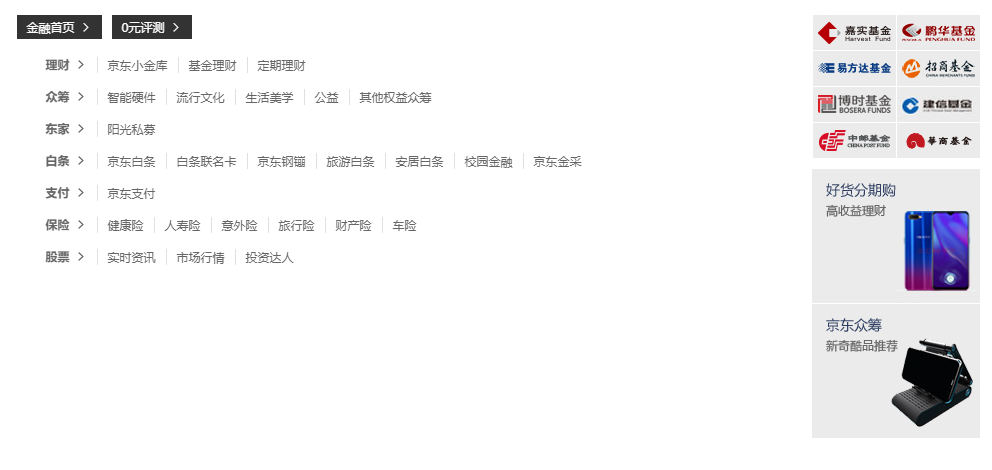 金融首页 > 0元评测 >
理财 > 京东小金库 基金理财 定期理财
众筹 > 智能硬件 流行文化 生活美学 公益 其他权益众筹
东家 > 阳光私募
白条 > 京东白条 白条联名卡 京东钢镚 旅游白条 安居白条 校园金融 京东金采
支付 > 京东支付
保险 > 健康险 人寿险 意外险 旅行险 财产险 车险
股票 > 实时资讯 市场行情 投资达人
嘉实基金 鹏华基金
Harvest Fund PENGHUA FUND
易方达基金 招商基金
CHINA MERCHANTS FUND
博时基金 建信基金
BOSERA FUNDS
中邮基金 華商基金
CHINA POST FUND
好货分期购
高收益理财
京东众筹
新奇酷品推荐